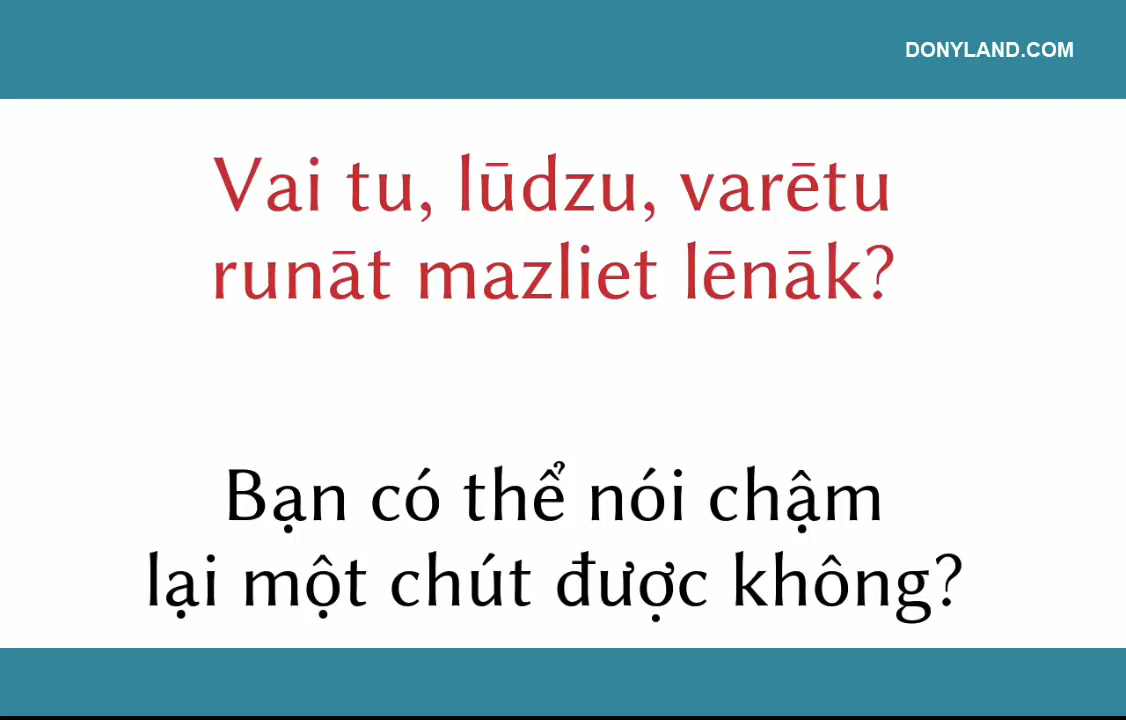 DONYLAND.COM
Vai tu, lūdzu, varētu
runāt mazliet lēnāk?
Bạn có thể nói chậm
lại một chút được không?